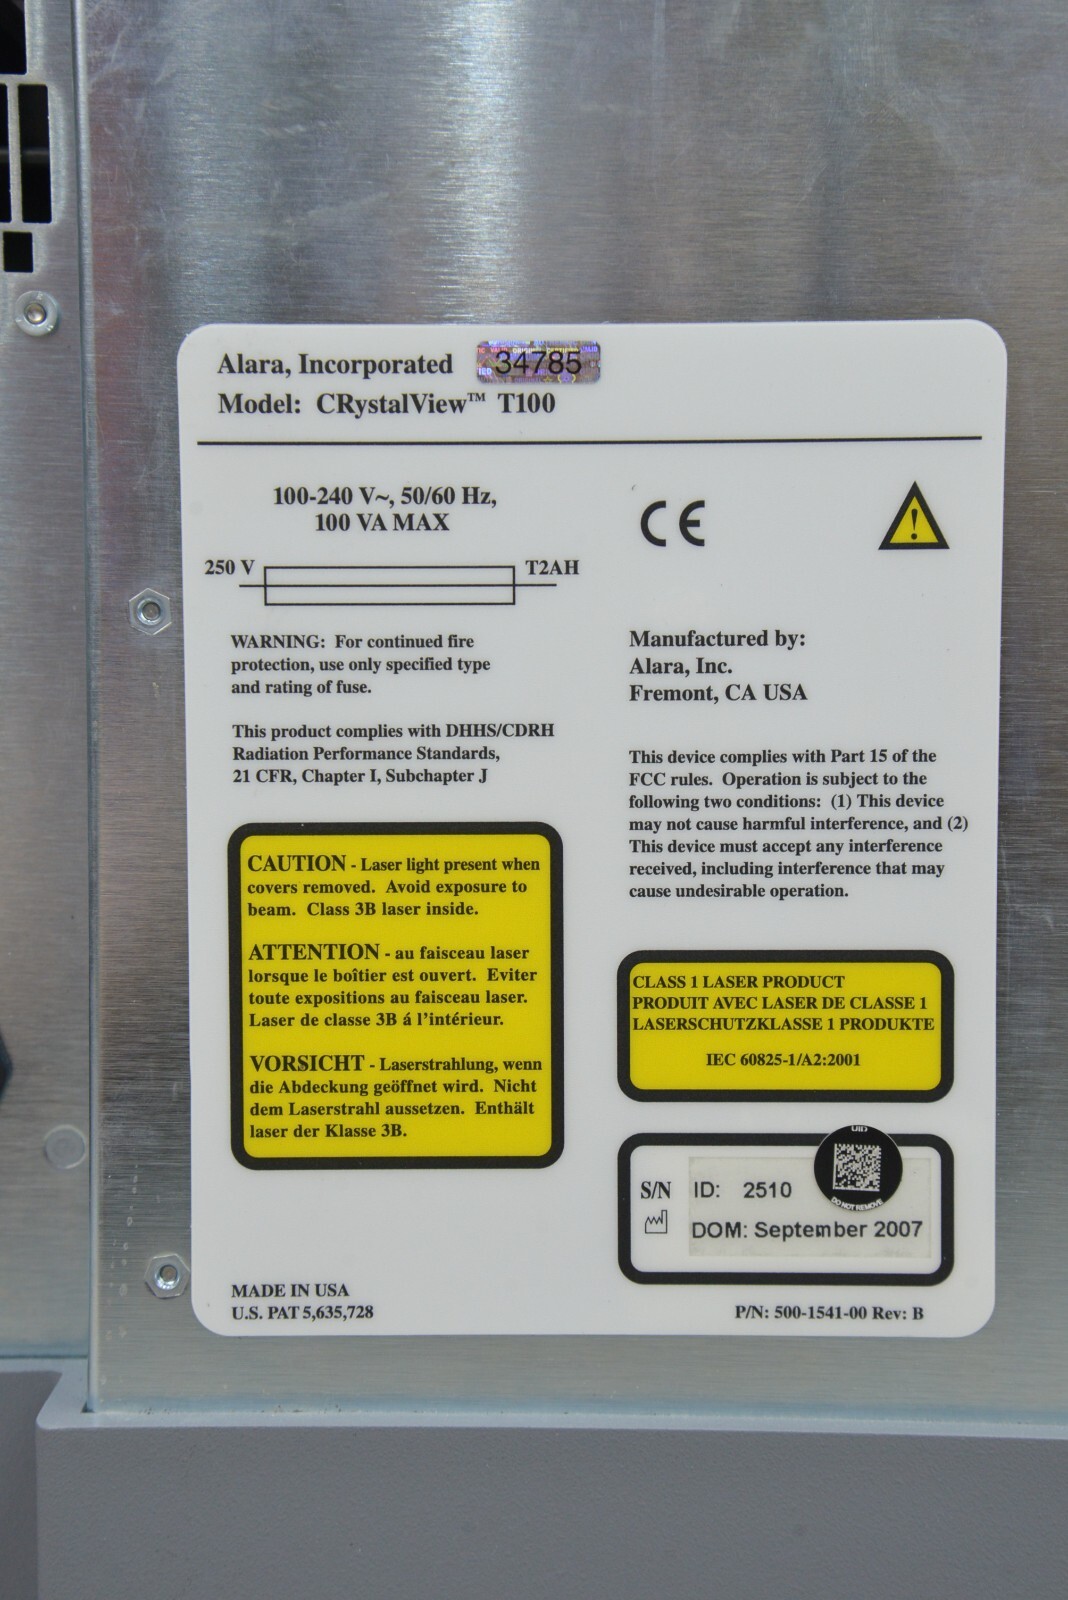 Alara, Incorporated
34785
Model: CRystalView™ T100
100-240 V~, 50/60 Hz,
100 VA MAX
250 V
T2AH
WARNING: For continued fire
protection, use only specified type
and rating of fuse.
This product complies with DHHS/CDRH
Radiation Performance Standards,
21 CFR, Chapter I, Subchapter J
CAUTION - Laser light present when
covers removed. Avoid exposure to
beam. Class 3B laser inside.
ATTENTION - au faisceau laser
lorsque le boîtier est ouvert. Eviter
toute expositions au faisceau laser.
Laser de classe 3B á l'intérieur.
VORSICHT - Laserstrahlung, wenn
die Abdeckung geöffnet wird. Nicht
dem Laserstrahl aussetzen. Enthält
laser der Klasse 3B.
MADE IN USA
U.S. PAT 5,635,728
CE
!
Manufactured by:
Alara, Inc.
Fremont, CA USA
This device complies with Part 15 of the
FCC rules. Operation is subject to the
following two conditions: (1) This device
may not cause harmful interference, and (2)
This device must accept any interference
received, including interference that may
cause undesirable operation.
CLASS 1 LASER PRODUCT
PRODUIT AVEC LASER DE CLASSE 1
LASERSCHUTZKLASSE 1 PRODUKTE
IEC 60825-1/A2:2001
UID
DO NOT REMOVE
S/N ID: 2510
DOM: September 2007
P/N: 500-1541-00 Rev: B